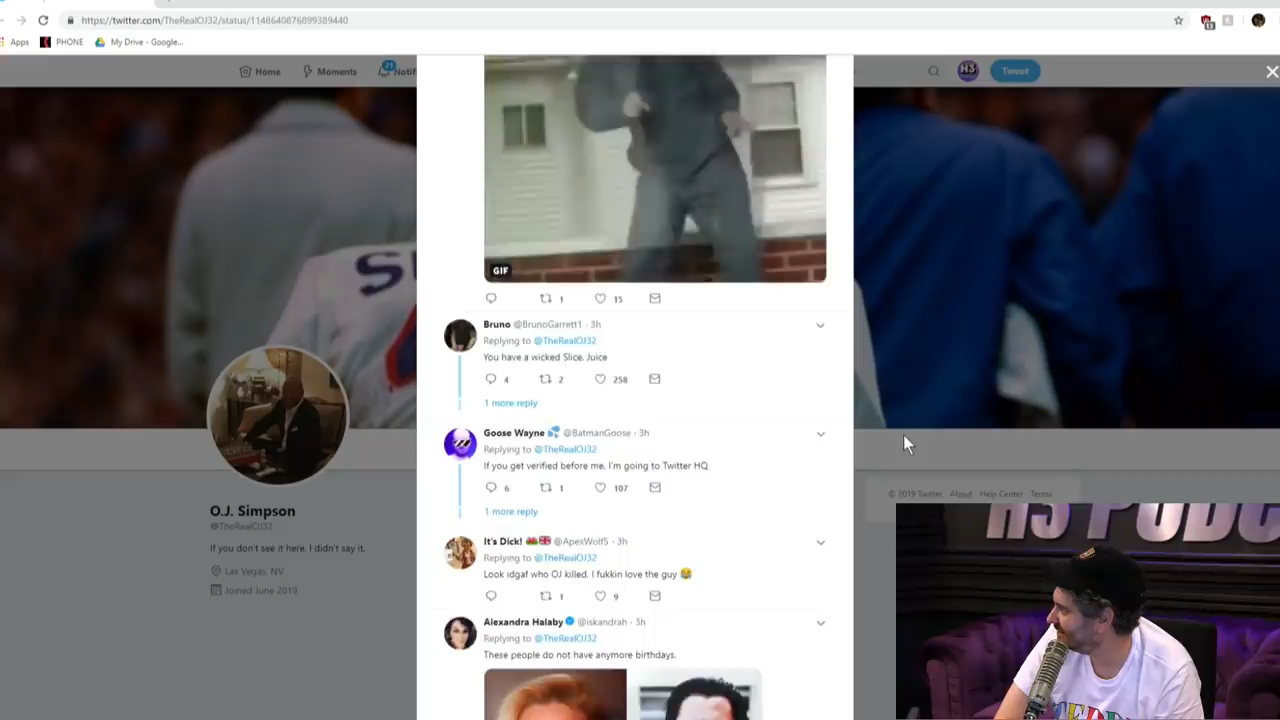 https://twitter.com/TheRealOJ32/status/1148640876899389440
Apps PHONE My Drive - Google...
Home Moments 21 Notif
H3 Tweet
GIF
1 15
Bruno @BrunoGarrett1 · 3h
Replying to @TheRealOJ32
You have a wicked Slice. Juice
4 2 258
1 more reply
Goose Wayne 💦 @BatmanGoose · 3h
Replying to @TheRealOJ32
If you get verified before me, I'm going to Twitter HQ
6 1 107
1 more reply
It's Dick! 🏴󠁧󠁢󠁷󠁬󠁳󠁿🇬🇧 @ApexWolf5 · 3h
Replying to @TheRealOJ32
Look idgaf who OJ killed. I fukkin love the guy 😂
1 9
Alexandra Halaby @iskandrah · 3h
Replying to @TheRealOJ32
These people do not have anymore birthdays.
O.J. Simpson
@TheRealOJ32
If you don't see it here, I didn't say it.
Las Vegas, NV
Joined June 2019
© 2019 Twitter About Help Center Terms
H3 PODC